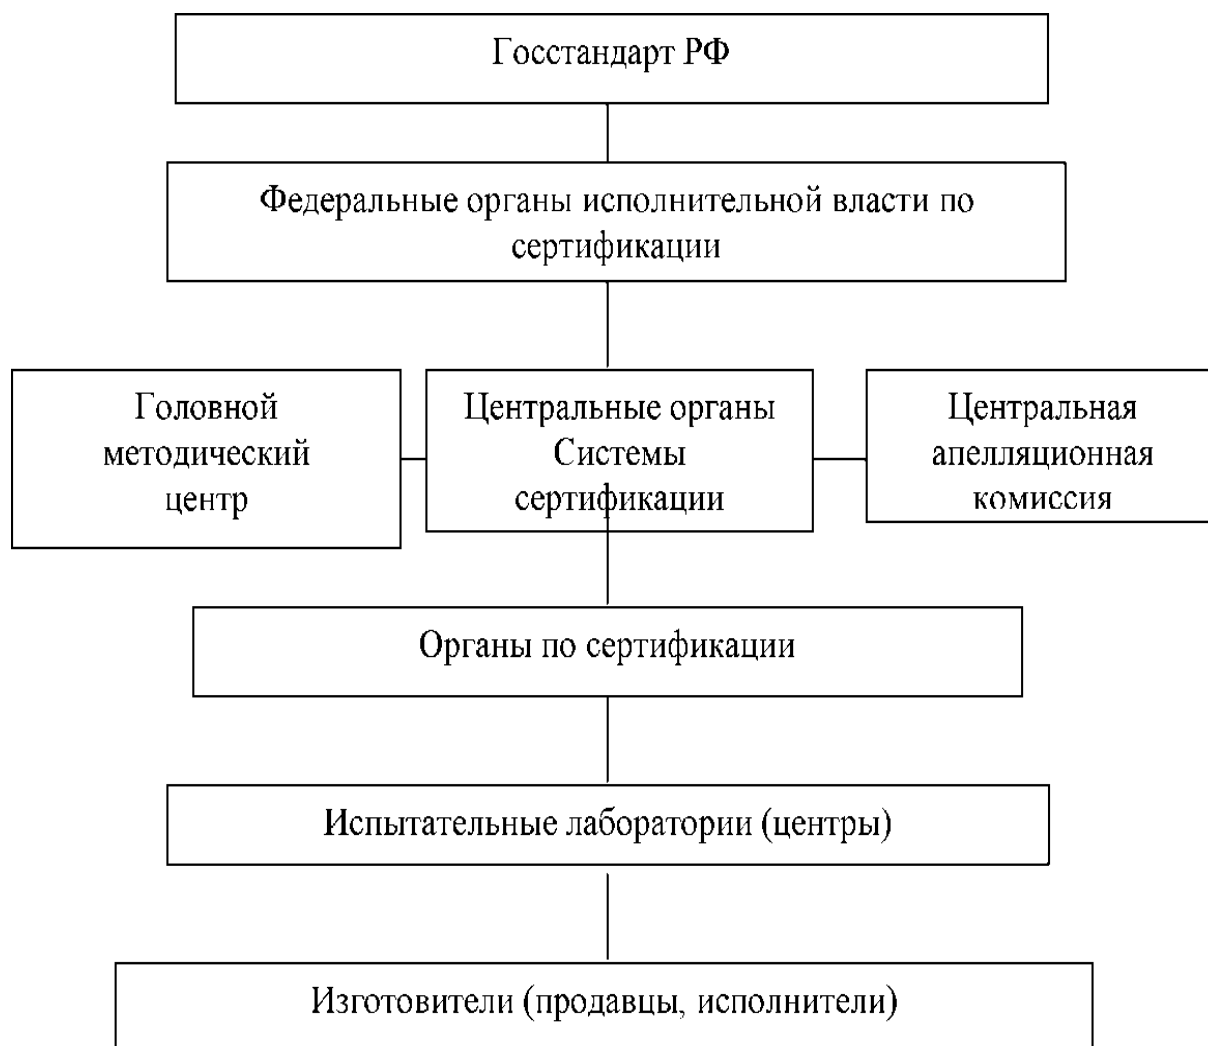 Госстандарт РФ
Федеральные органы исполнительной власти по
сертификации
Головной
методический
центр
Центральные органы
Системы
сертификации
Центральная
апелляционная
комиссия
Органы по сертификации
Испытательные лаборатории (центры)
Изготовители (продавцы, исполнители)